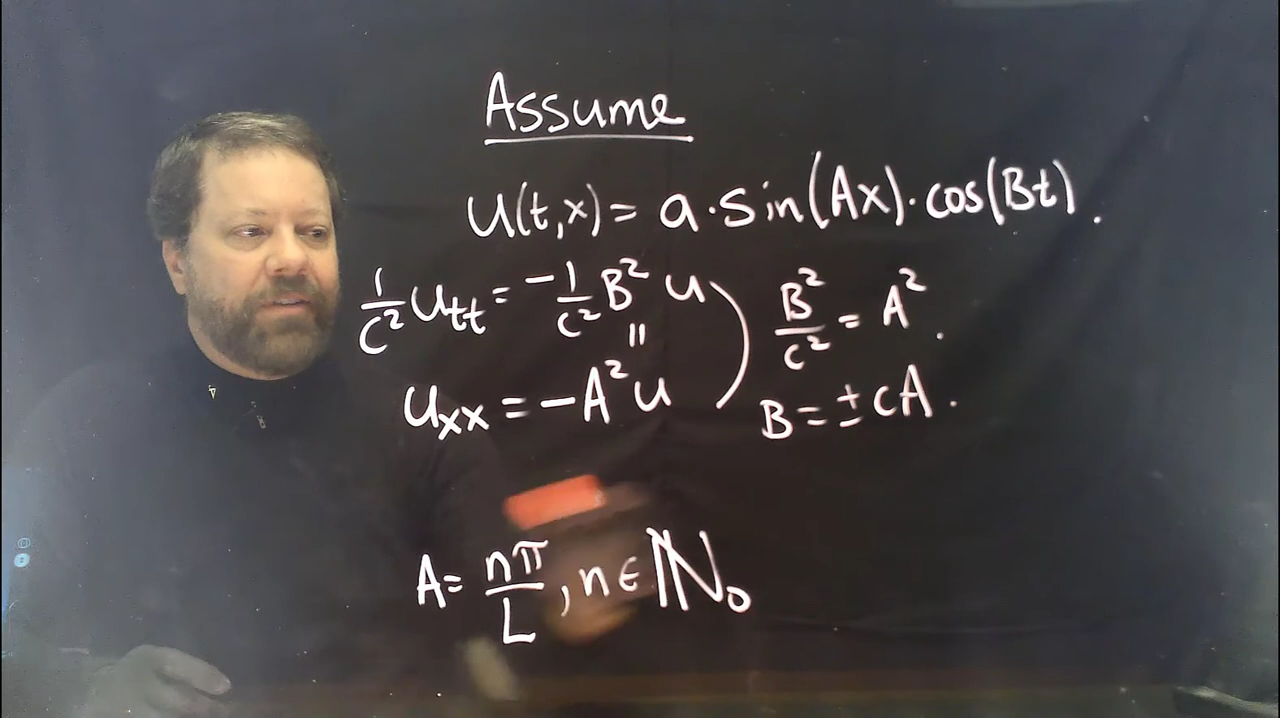 Assume
u(t,x) = a·sin(Ax)·cos(Bt).
1/c² u_tt = -1/c² B² u
||
u_xx = -A² u
B²/c² = A².
B = ± cA.
A = nπ/L, n ∈ ℕ₀